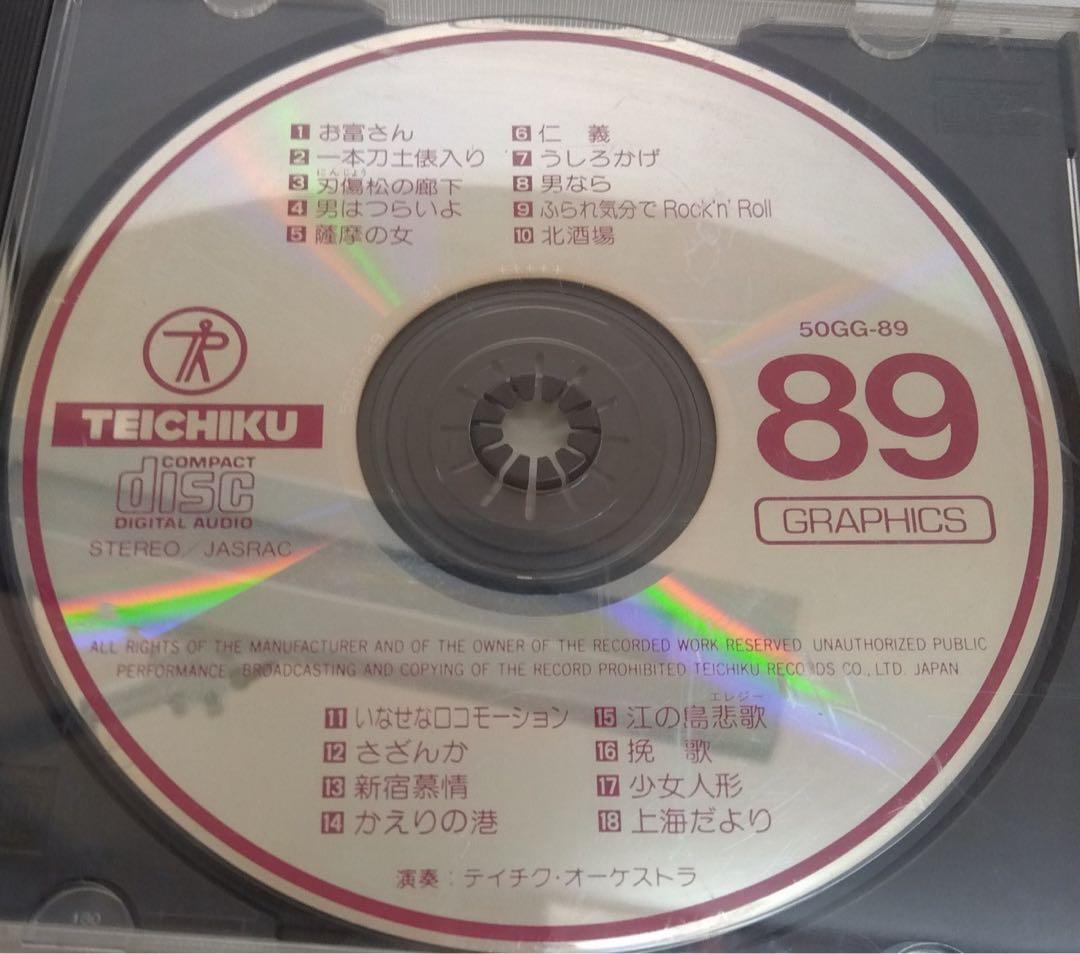 1 お富さん
2 一本刀土俵入り
にんじょう
3 刃傷松の廊下
4 男はつらいよ
5 薩摩の女
6 仁 義
7 うしろかげ
8 男なら
9 ふられ気分でRock'n' Roll
10 北酒場
TEICHIKU
COMPACT
disc
DIGITAL AUDIO
STEREO/JASRAC
50GG-89
89
GRAPHICS
ALL RIGHTS OF THE MANUFACTURER AND OF THE OWNER OF THE RECORDED WORK RESERVED. UNAUTHORIZED PUBLIC
PERFORMANCE. BROADCASTING AND COPYING OF THE RECORD PROHIBITED TEICHIKU RECORDS CO., LTD. JAPAN
11 いなせなロコモーション
12 さざんか
13 新宿慕情
14 かえりの港
エレジー
15 江の島悲歌
16 挽 歌
17 少女人形
18 上海だより
演奏：テイチク・オーケストラ
180